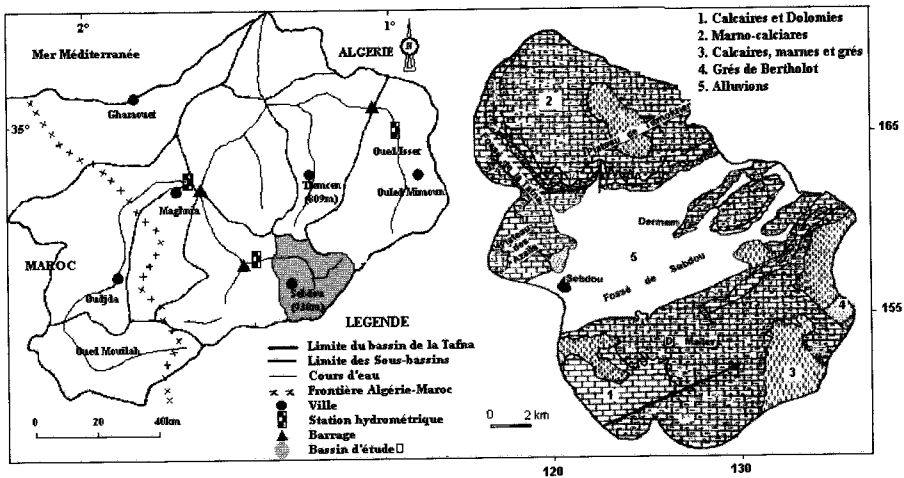 2°
1°
Mer Méditerranée
ALGERIE
N
Ghazaouet
35°
Oued Isser
Tlemcen
(809m)
Ouled Mimoun
Maghnia
MAROC
Oudjda
Sebdou
Oued Mouilah
LEGENDE
Limite du bassin de la Tafna
Limite des Sous-bassins
Cours d'eau
Frontière Algérie-Maroc
Ville
Station hydrométrique
Barrage
Bassin d'étude
0 20 40km
1. Calcaires et Dolomies
2. Marno-calciares
3. Calcaires, marnes et grés
4. Grés de Bertholot
5. Alluvions
2
165
Dermem
5
Sebdou
Fossé de Sebdou
4
155
3
1
0 2 km
120
130